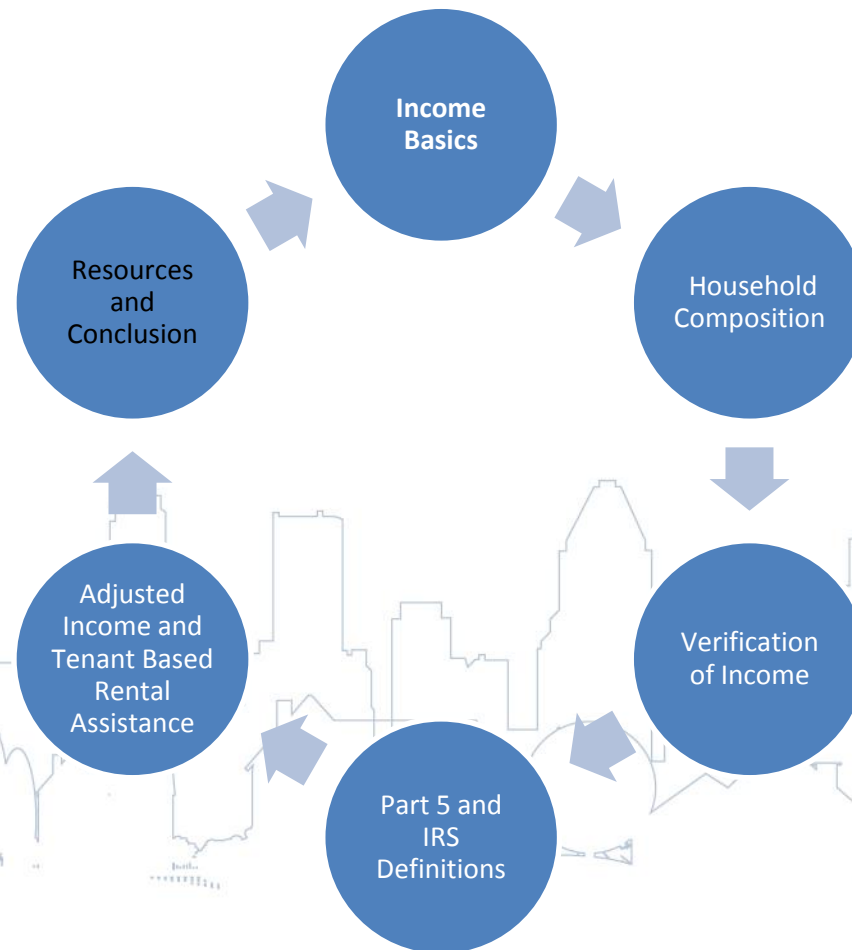 Income
Basics
Household
Composition
Verification
of Income
Part 5 and
IRS
Definitions
Adjusted
Income and
Tenant Based
Rental
Assistance
Resources
and
Conclusion